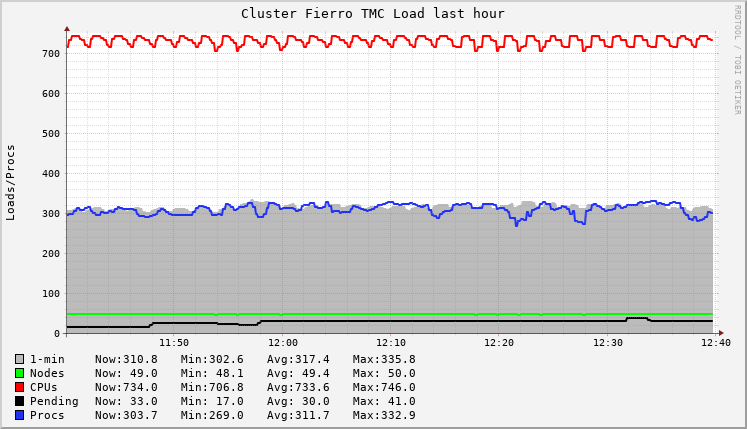 Cluster Fierro TMC Load last hour
RRDTOOL / TOBI OETIKER
Loads/Procs
700
600
500
400
300
200
100
0
11:50 12:00 12:10 12:20 12:30 12:40
1-min Now:310.8 Min:302.6 Avg:317.4 Max:335.8
Nodes Now: 49.0 Min: 48.1 Avg: 49.4 Max: 50.0
CPUs Now:734.0 Min:706.8 Avg:733.6 Max:746.0
Pending Now: 33.0 Min: 17.0 Avg: 30.0 Max: 41.0
Procs Now:303.7 Min:269.0 Avg:311.7 Max:332.9